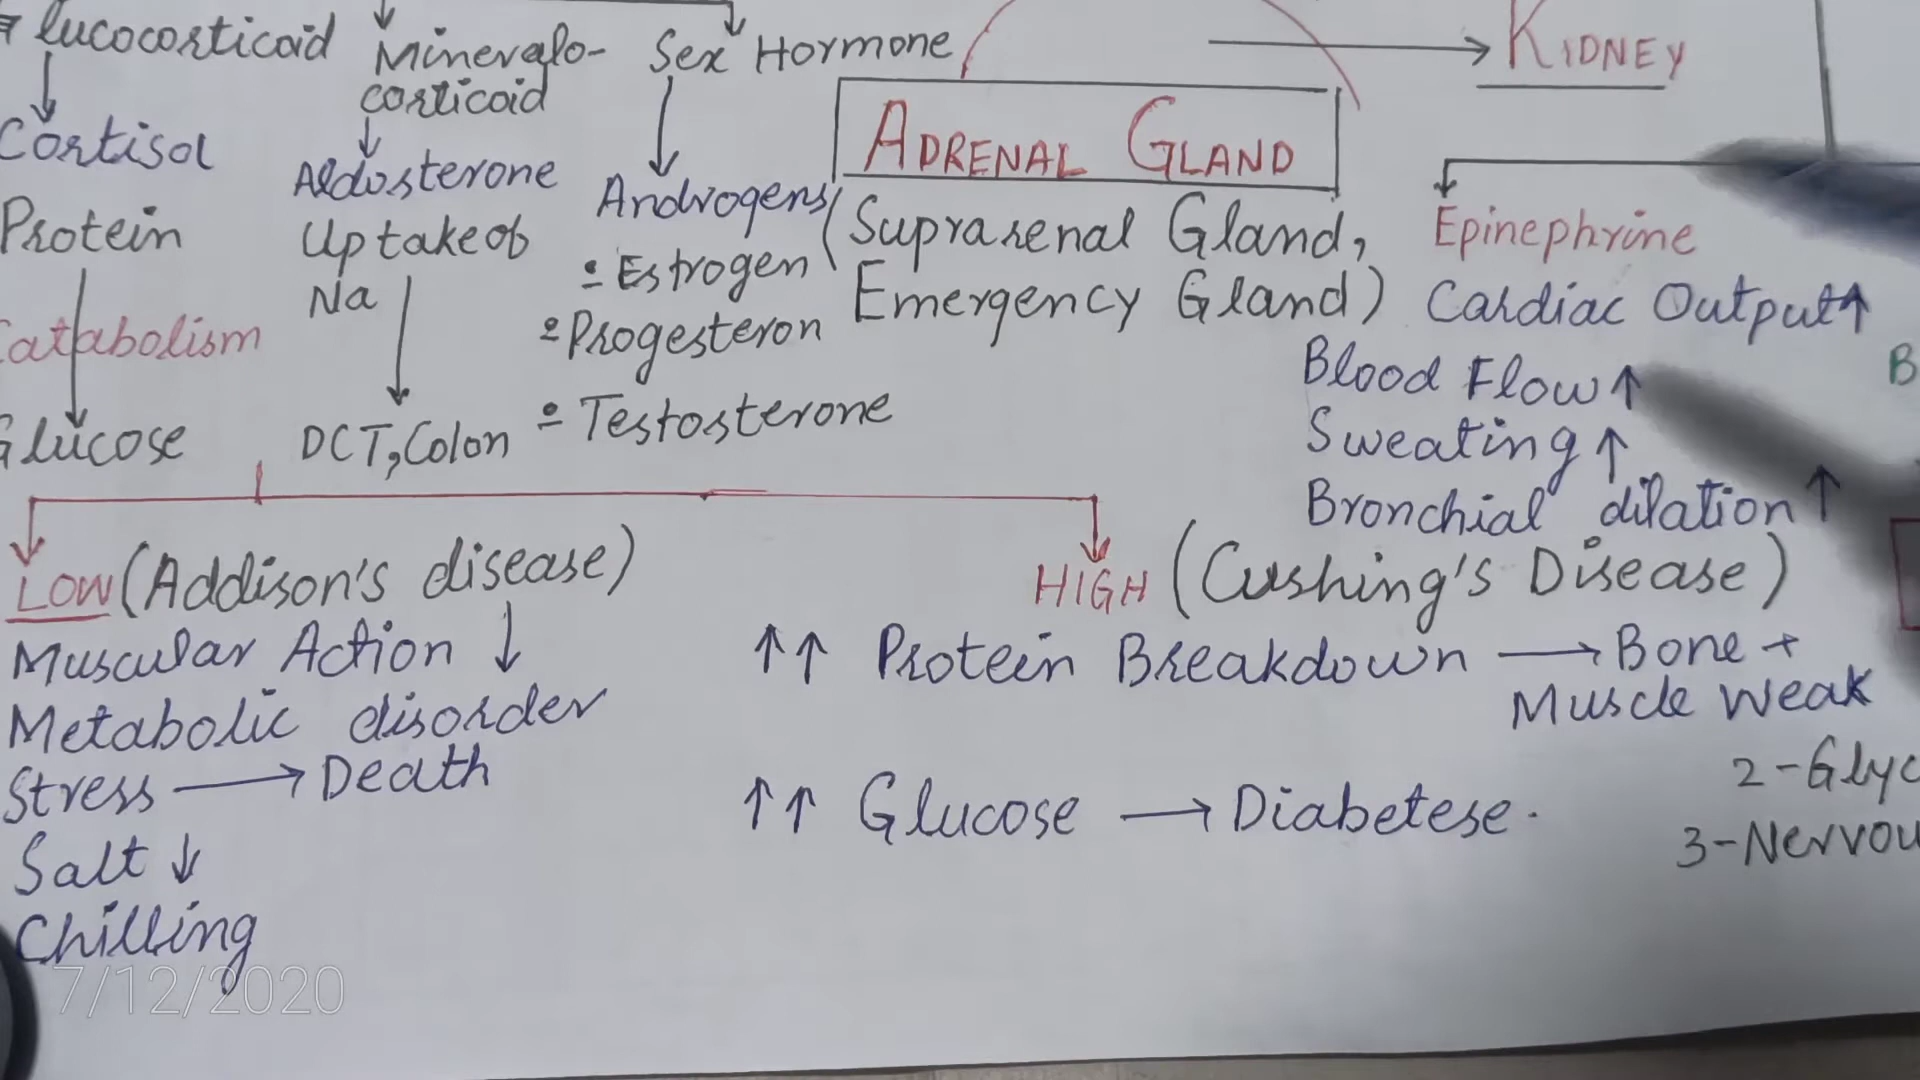 lucocorticoid
Mineralo-
corticoid
Sex Hormone
KIDNEY
Cortisol
Aldosterone
Androgens
ADRENAL GLAND
(Suprarenal Gland,
Emergency Gland)
Protein
Uptake of
Na
- Estrogen
- Progesteron
- Testosterone
Catabolism
Glucose
DCT, Colon
Epinephrine
Cardiac Output ↑
Blood Flow ↑
Sweating ↑
Bronchial dilation ↑
B
LOW (Addison's disease)
Muscular Action ↓
Metabolic disorder
Stress → Death
Salt ↓
Chilling
HIGH (Cushing's Disease)
↑↑ Protein Breakdown → Bone +
Muscle Weak
↑↑ Glucose → Diabetese.
2-Glyc
3-Nervou
7/12/2020